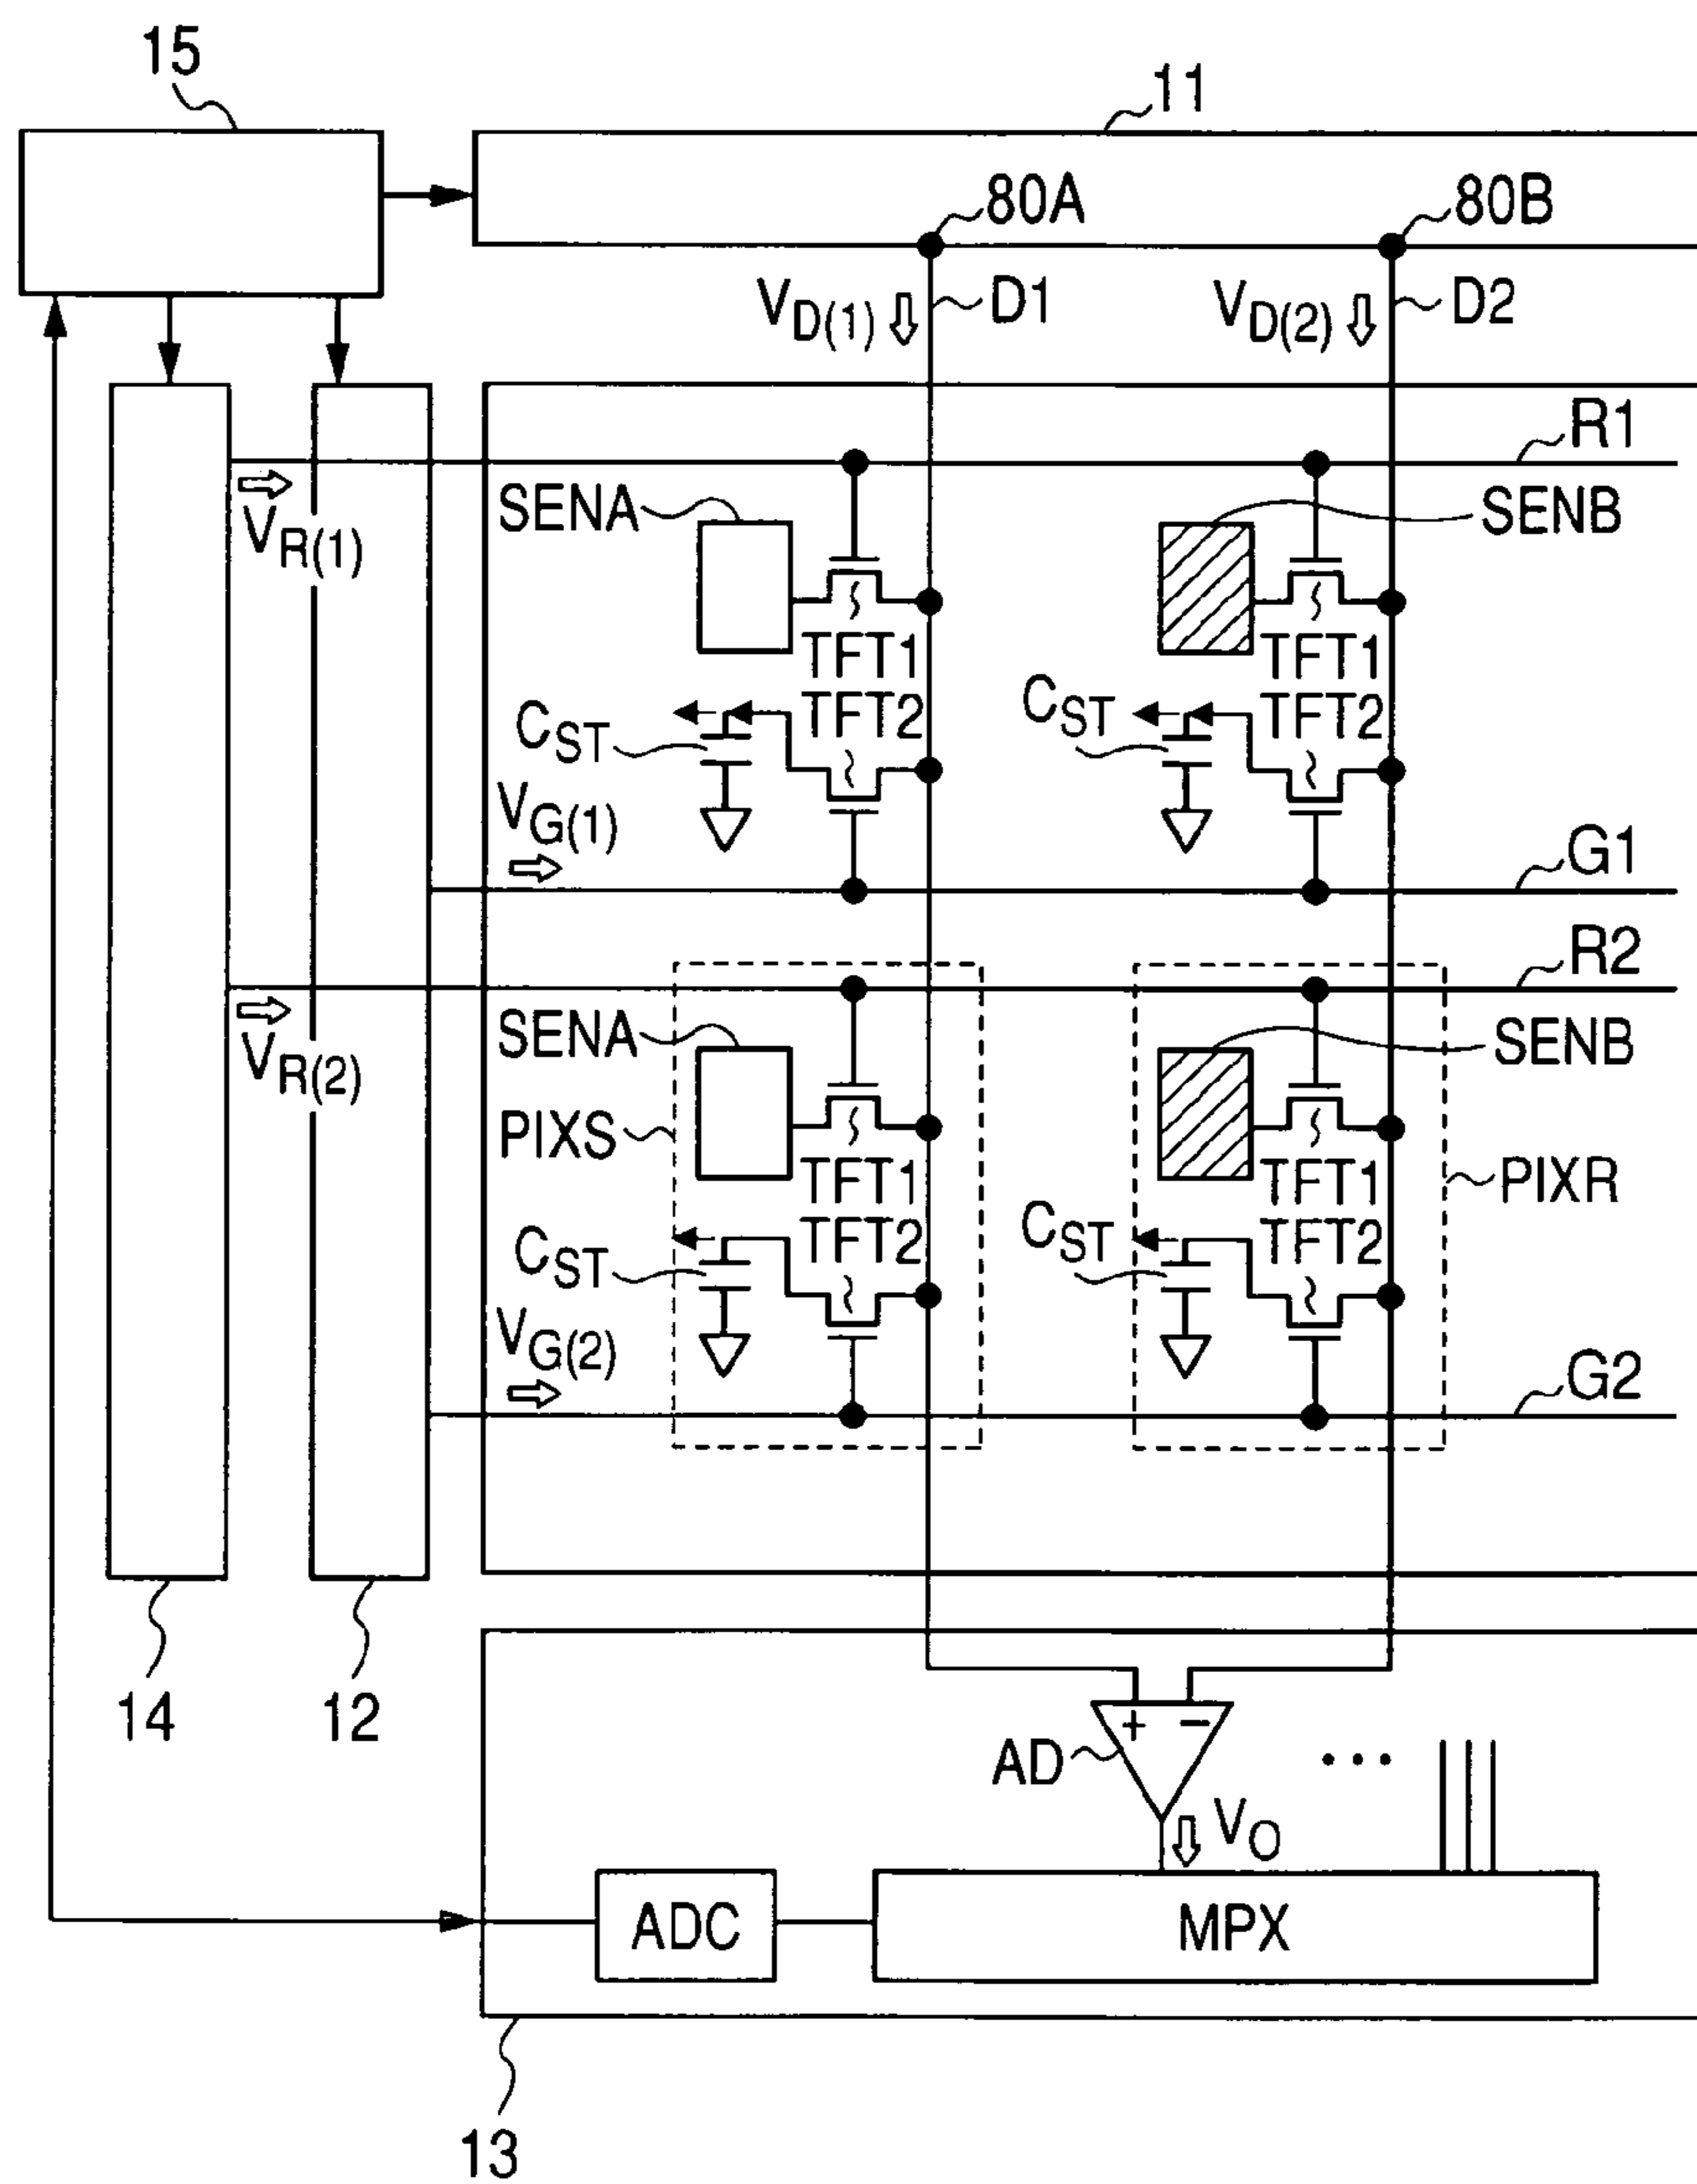 15
11
80A
80B
VD(1)
D1
VD(2)
D2
R1
VR(1)
SENA
SENB
TFT1
TFT1
CST
TFT2
CST
TFT2
VG(1)
G1
R2
VR(2)
SENA
SENB
PIXS
TFT1
TFT1
PIXR
CST
TFT2
CST
TFT2
VG(2)
G2
14
12
+ −
AD
...
VO
ADC
MPX
13